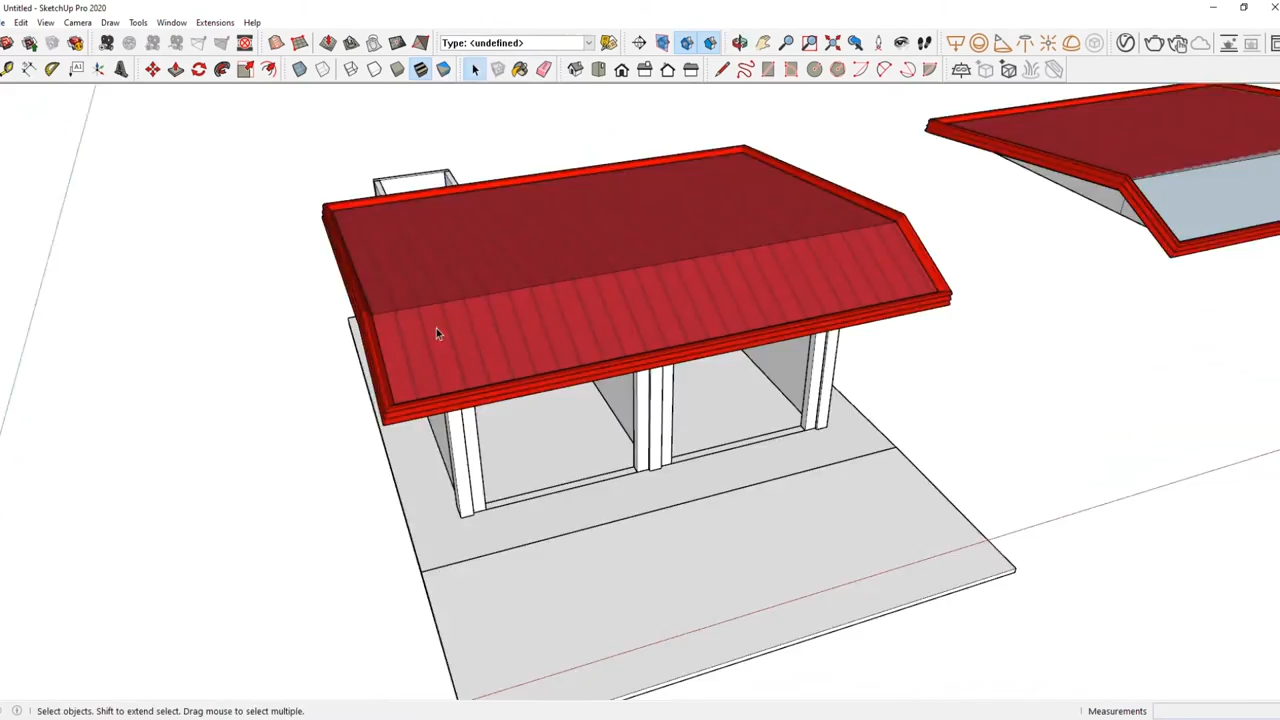 Untitled - SketchUp Pro 2020
Edit View Camera Draw Tools Window Extensions Help
Type: <undefined>
A1
Select objects. Shift to extend select. Drag mouse to select multiple.
Measurements